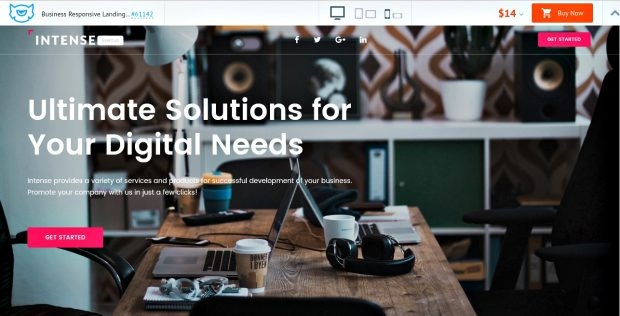 Business Responsive Landing... #61142
$14
Buy Now
INTENSE
GET STARTED
Ultimate Solutions for
Your Digital Needs
Intense provides a variety of services and products for successful development of your business.
Promote your company with us in just a few clicks!
GET STARTED